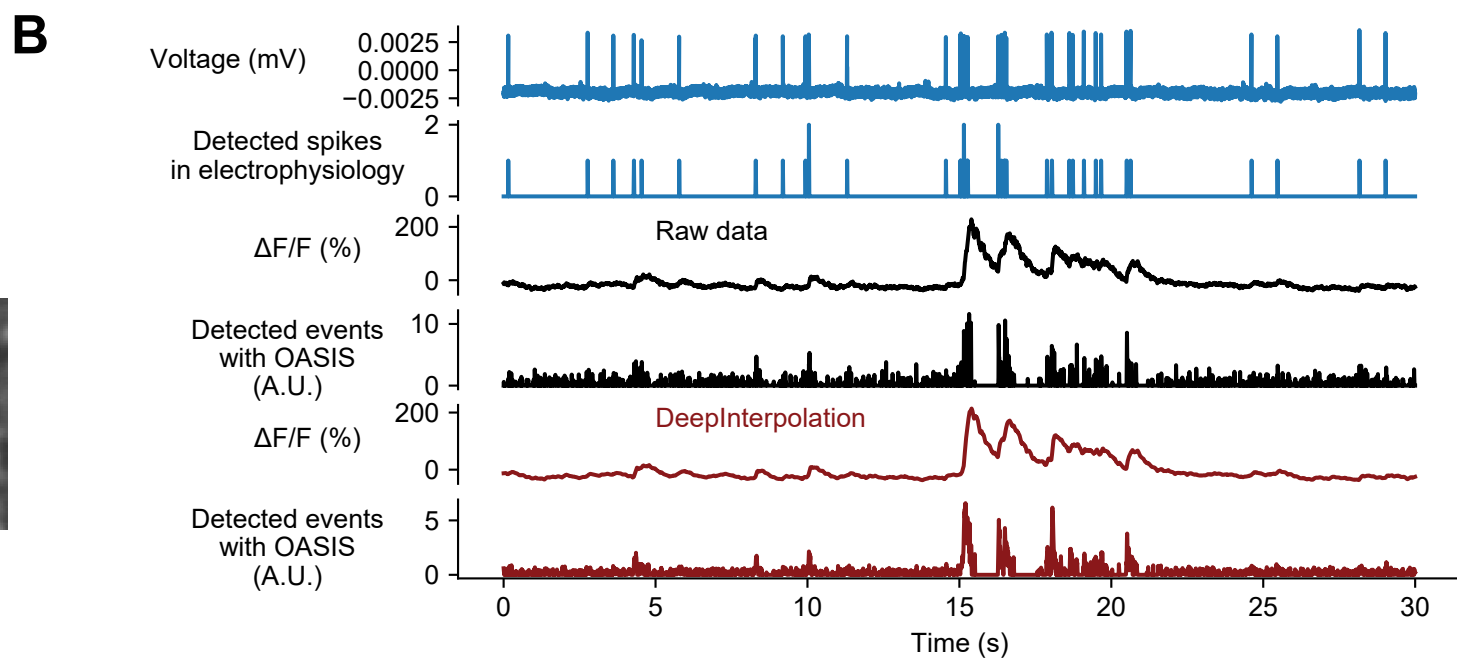 B
Voltage (mV)
0.0025
0.0000
−0.0025
Detected spikes
in electrophysiology
2
0
ΔF/F (%)
200
0
Raw data
Detected events
with OASIS
(A.U.)
10
0
ΔF/F (%)
200
0
DeepInterpolation
Detected events
with OASIS
(A.U.)
5
0
0 5 10 15 20 25 30
Time (s)